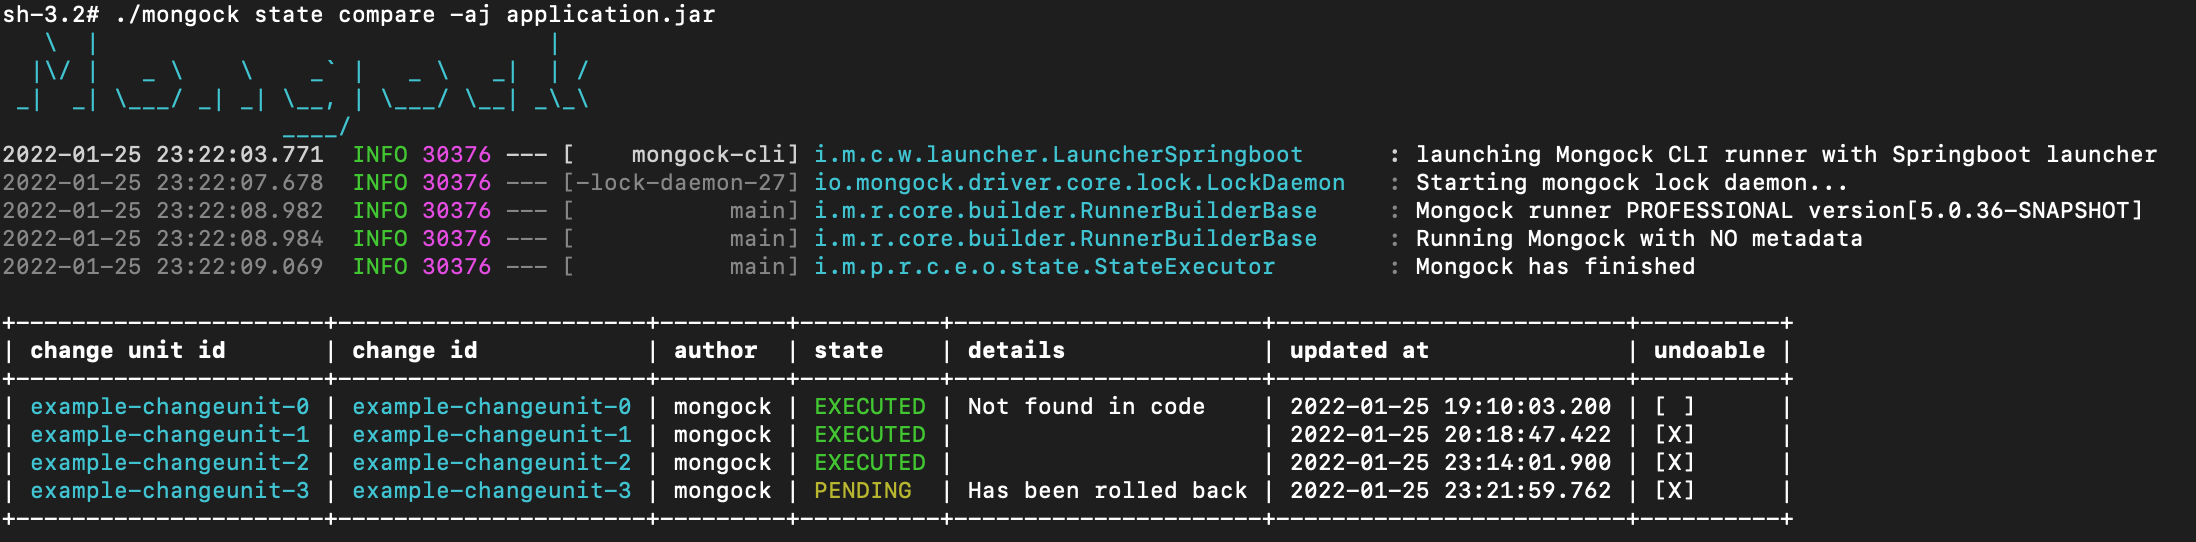 sh-3.2# ./mongock state compare -aj application.jar
   \  |                                 |
  |\/ |   _ \    \    _` |   _ \   _|  | /
 _|  _| \___/ _| _| \__, | \___/ \__| _\_\
                    ____/
2022-01-25 23:22:03.771  INFO 30376 --- [    mongock-cli] i.m.c.w.launcher.LauncherSpringboot      : launching Mongock CLI runner with Springboot launcher
2022-01-25 23:22:07.678  INFO 30376 --- [-lock-daemon-27] io.mongock.driver.core.lock.LockDaemon   : Starting mongock lock daemon...
2022-01-25 23:22:08.982  INFO 30376 --- [           main] i.m.r.core.builder.RunnerBuilderBase     : Mongock runner PROFESSIONAL version[5.0.36-SNAPSHOT]
2022-01-25 23:22:08.984  INFO 30376 --- [           main] i.m.r.core.builder.RunnerBuilderBase     : Running Mongock with NO metadata
2022-01-25 23:22:09.069  INFO 30376 --- [           main] i.m.p.r.c.e.o.state.StateExecutor        : Mongock has finished

+----------------------+----------------------+---------+----------+----------------------+-------------------------+----------+
| change unit id       | change id            | author  | state    | details              | updated at              | undoable |
+----------------------+----------------------+---------+----------+----------------------+-------------------------+----------+
| example-changeunit-0 | example-changeunit-0 | mongock | EXECUTED | Not found in code    | 2022-01-25 19:10:03.200 | [ ]      |
| example-changeunit-1 | example-changeunit-1 | mongock | EXECUTED |                      | 2022-01-25 20:18:47.422 | [X]      |
| example-changeunit-2 | example-changeunit-2 | mongock | EXECUTED |                      | 2022-01-25 23:14:01.900 | [X]      |
| example-changeunit-3 | example-changeunit-3 | mongock | PENDING  | Has been rolled back | 2022-01-25 23:21:59.762 | [X]      |
+----------------------+----------------------+---------+----------+----------------------+-------------------------+----------+